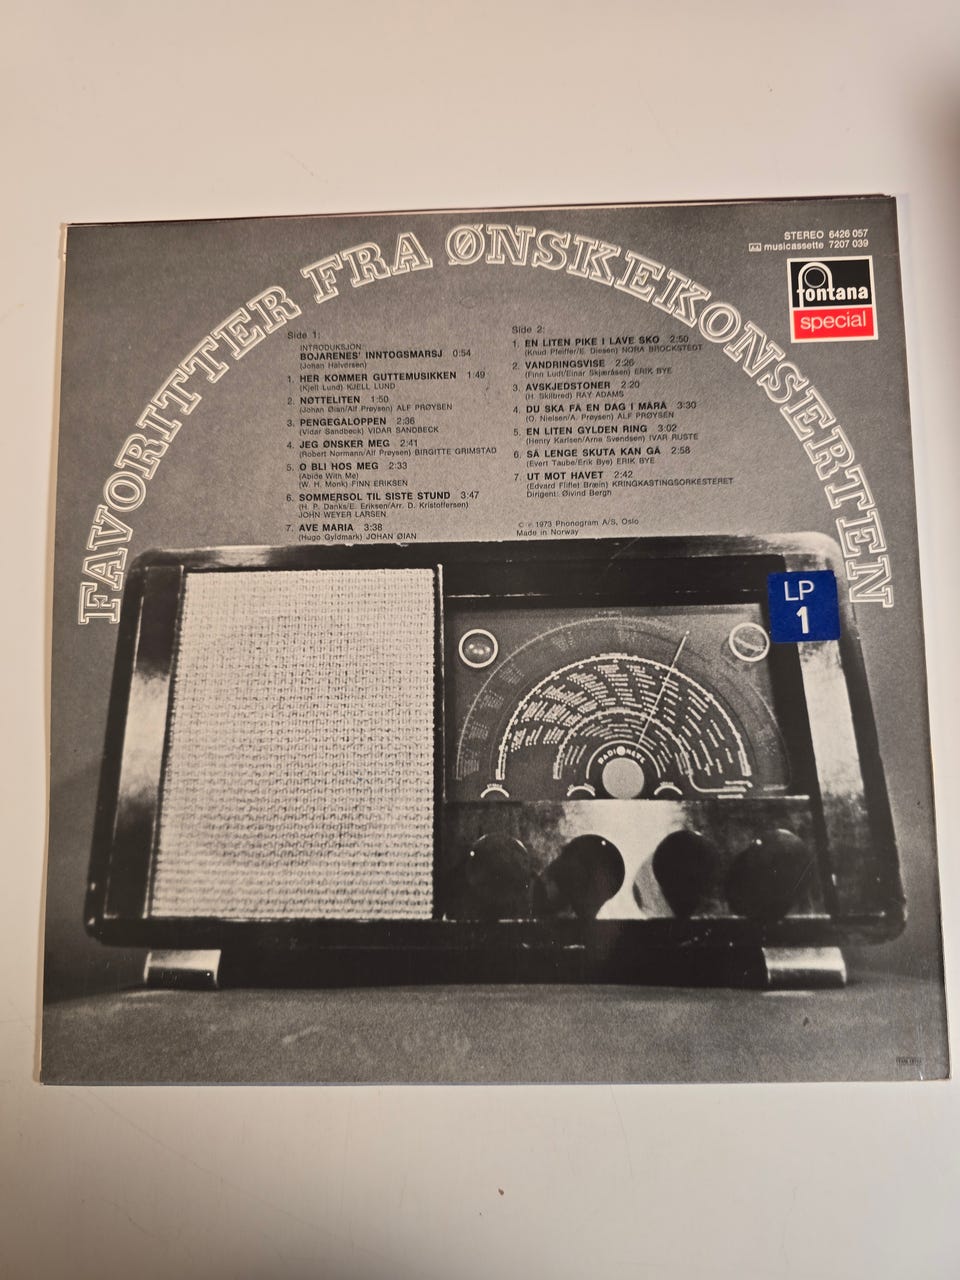 FAVORITTER FRA ØNSKEKONSERTEN
STEREO 6426 057
musicassette 7207 039
fontana
special
Side 1:
INTRODUKSJON:
BOJARENES' INNTOGSMARSJ 0:54
(Johan Halvorsen)
1. HER KOMMER GUTTEMUSIKKEN 1:49
(Kjell Lund) KJELL LUND
2. NØTTELITEN 1:50
(Johan Øian/Alf Prøysen) ALF PRØYSEN
3. PENGEGALOPPEN 2:36
(Vidar Sandbeck) VIDAR SANDBECK
4. JEG ØNSKER MEG 2:41
(Robert Normann/Alf Prøysen) BIRGITTE GRIMSTAD
5. O BLI HOS MEG 2:33
(Abide With Me)
(W. H. Monk) FINN ERIKSEN
6. SOMMERSOL TIL SISTE STUND 3:47
(H. P. Danks/E. Eriksen/Arr. D. Kristoffersen)
JOHN WEYER LARSEN
7. AVE MARIA 3:38
(Hugo Gyldmark) JOHAN ØIAN
Side 2:
1. EN LITEN PIKE I LAVE SKO 2:50
(Knud Pfeiffer/E. Diesen) NORA BROCKSTEDT
2. VANDRINGSVISE 2:26
(Finn Ludt/Einar Skjæråsen) ERIK BYE
3. AVSKJEDSTONER 2:20
(H. Skilbred) RAY ADAMS
4. DU SKA FÅ EN DAG I MÅRÅ 3:30
(O. Nielsen/A. Prøysen) ALF PRØYSEN
5. EN LITEN GYLDEN RING 3:02
(Henry Karlsen/Arne Svendsen) IVAR RUSTE
6. SÅ LENGE SKUTA KAN GÅ 2:58
(Evert Taube/Erik Bye) ERIK BYE
7. UT MOT HAVET 2:42
(Edvard Fliflet Bræin) KRINGKASTINGSORKESTERET
Dirigent: Øivind Bergh
© ℗ 1973 Phonogram A/S, Oslo
Made in Norway
LP
1
RADIONETTE